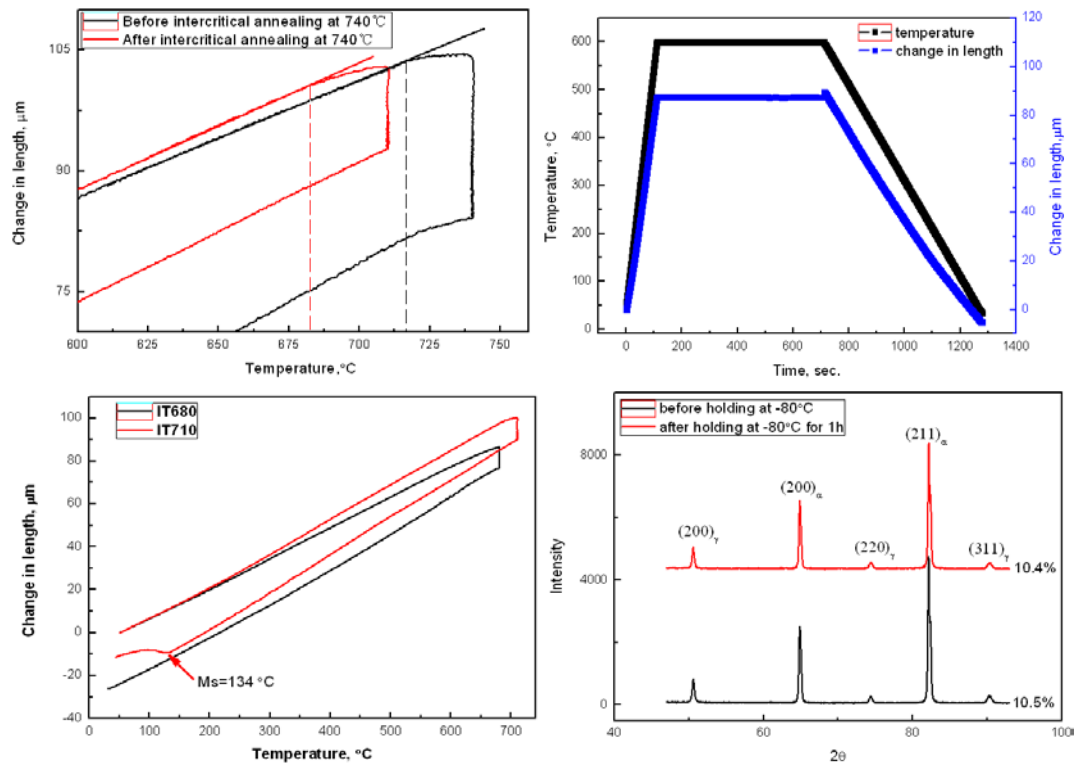 Before intercritical annealing at 740℃
After intercritical annealing at 740℃
105
90
75
Change in length, μm
600 625 650 675 700 725 750
Temperature,°C
temperature
change in length
600
500
400
300
200
100
0
Temperature, °C
120
100
80
60
40
20
0
Change in length,μm
0 200 400 600 800 1000 1200 1400
Time, sec.
IT680
IT710
100
80
60
40
20
0
-20
-40
Change in length, μm
Ms=134 °C
0 100 200 300 400 500 600 700
Temperature, °C
before holding at -80°C
after holding at -80°C for 1h
8000
4000
0
Intensity
(200)γ
(200)α
(220)γ
(211)α
(311)γ
10.4%
10.5%
40 60 80 100
2θ